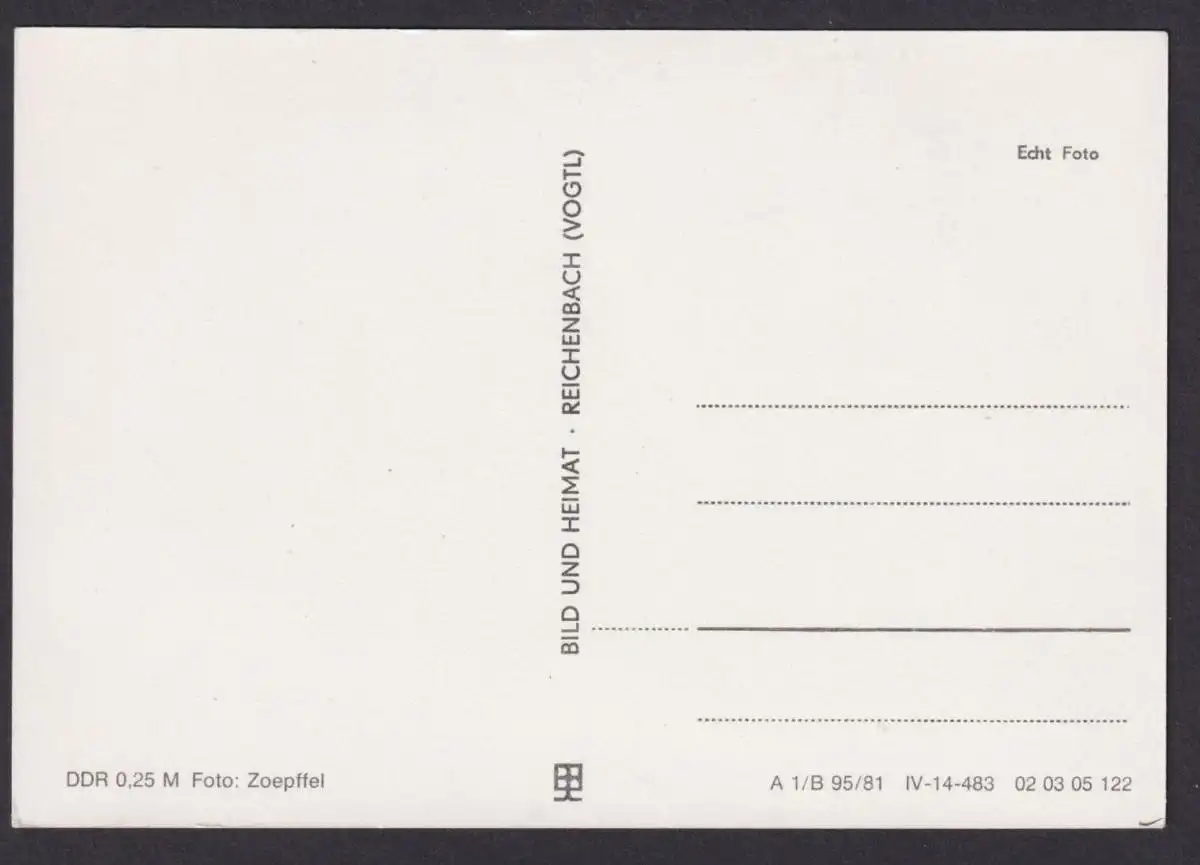 Echt Foto
BILD UND HEIMAT · REICHENBACH (VOGTL)
DDR 0,25 M Foto: Zoepffel
A 1/B 95/81 IV-14-483 02 03 05 122